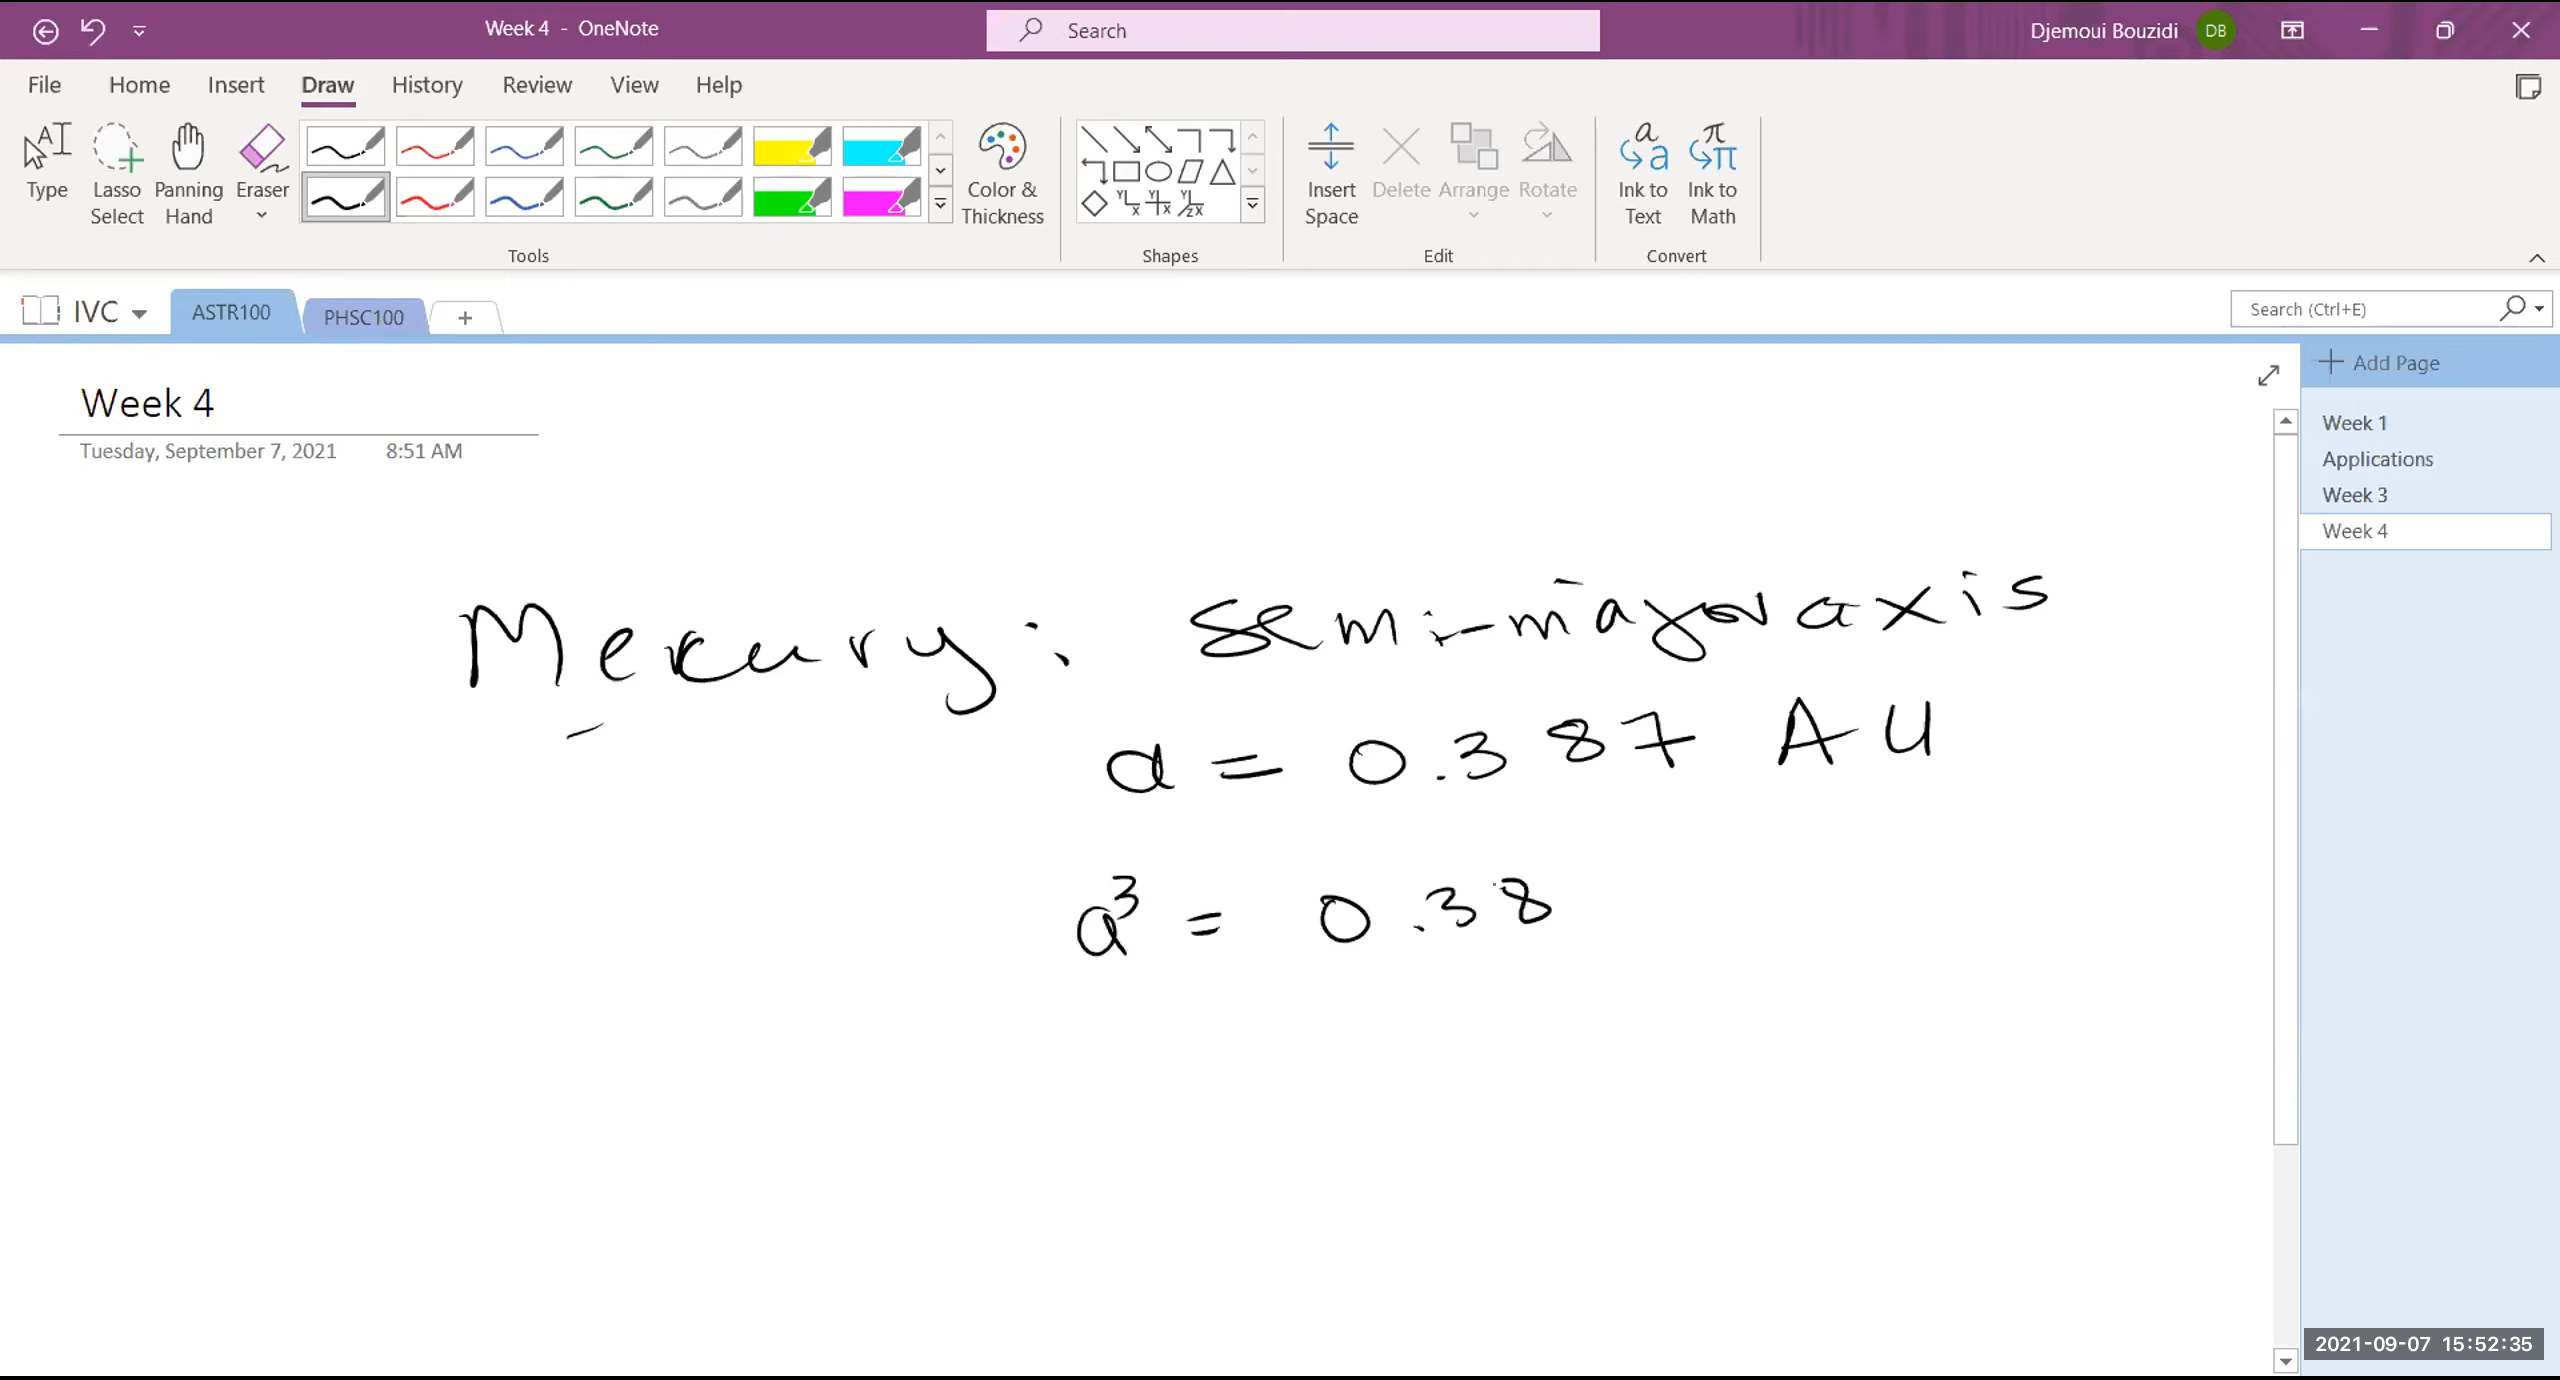 Week 4 - OneNote
Search
Djemoui Bouzidi DB
File Home Insert Draw History Review View Help
Type
Lasso Select
Panning Hand
Eraser
Color & Thickness
Insert Space
Delete
Arrange
Rotate
Ink to Text
Ink to Math
Tools Shapes Edit Convert
IVC ASTR100 PHSC100 +
Search (Ctrl+E)
Add Page
Week 1
Applications
Week 3
Week 4
Week 4
Tuesday, September 7, 2021 8:51 AM
Mercury: semi-major axis
a = 0.387 AU
a³ = 0.38
2021-09-07 15:52:35